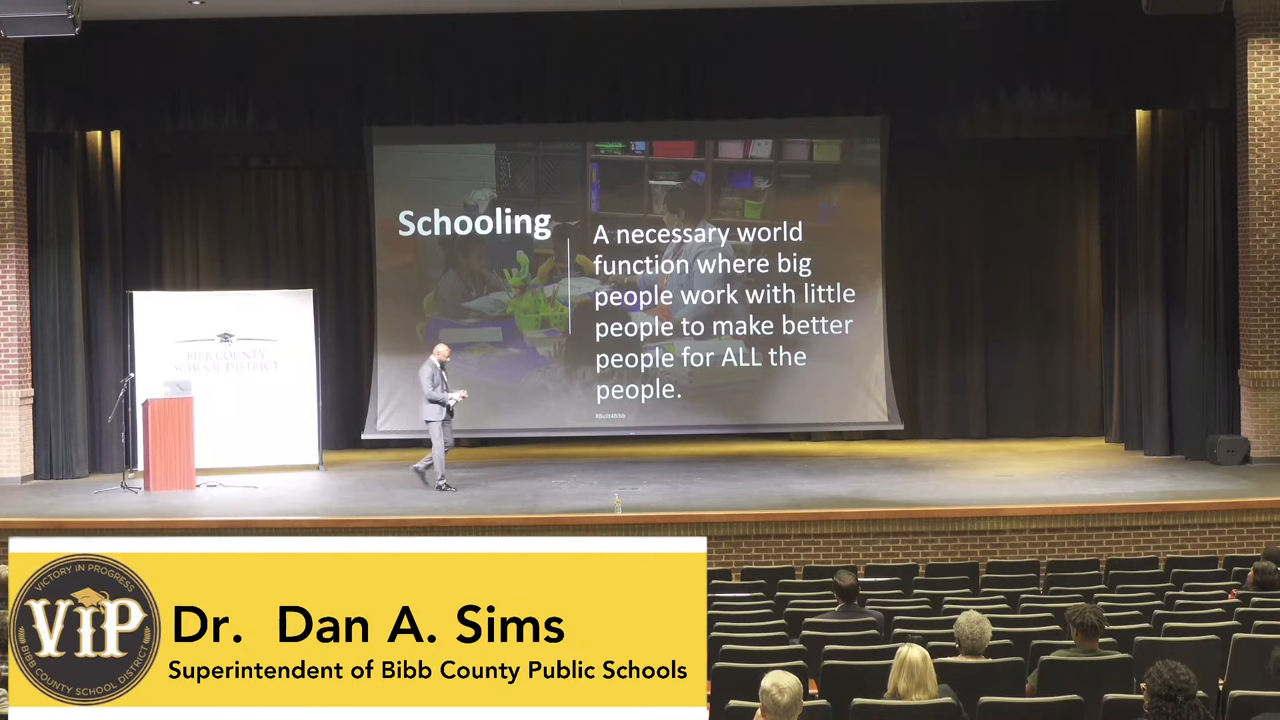 Schooling
A necessary world
function where big
people work with little
people to make better
people for ALL the
people.
#Built4Bibb
BIBB COUNTY
SCHOOL DISTRICT
VICTORY IN PROGRESS
VIP
BIBB COUNTY SCHOOL DISTRICT
Dr. Dan A. Sims
Superintendent of Bibb County Public Schools